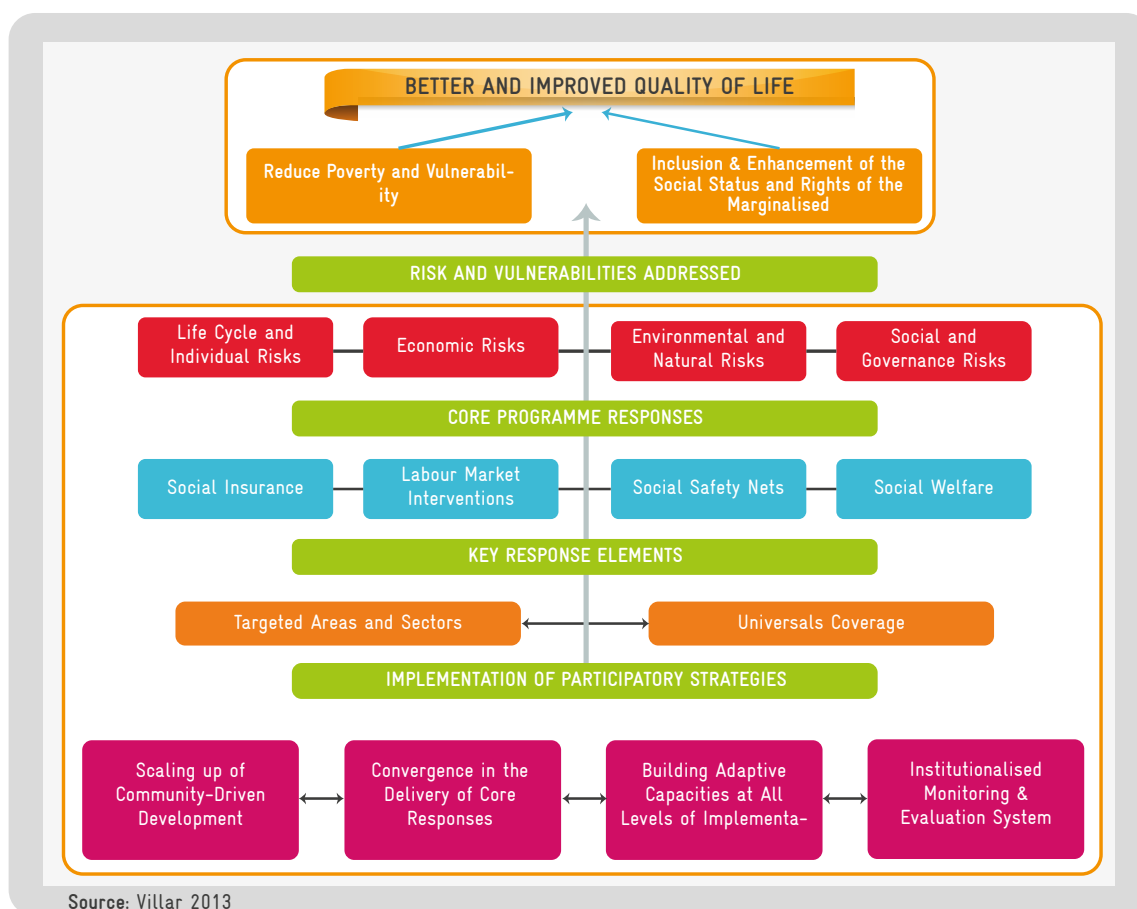 BETTER AND IMPROVED QUALITY OF LIFE
Reduce Poverty and Vulnerabil-
ity
Inclusion & Enhancement of the
Social Status and Rights of the
Marginalised
RISK AND VULNERABILITIES ADDRESSED
Life Cycle and
Individual Risks
Economic Risks
Environmental and
Natural Risks
Social and
Governance Risks
CORE PROGRAMME RESPONSES
Social Insurance
Labour Market
Interventions
Social Safety Nets
Social Welfare
KEY RESPONSE ELEMENTS
Targeted Areas and Sectors
Universals Coverage
IMPLEMENTATION OF PARTICIPATORY STRATEGIES
Scaling up of
Community-Driven
Development
Convergence in the
Delivery of Core
Responses
Building Adaptive
Capacities at All
Levels of Implementa-
Institutionalised
Monitoring &
Evaluation System
Source: Villar 2013